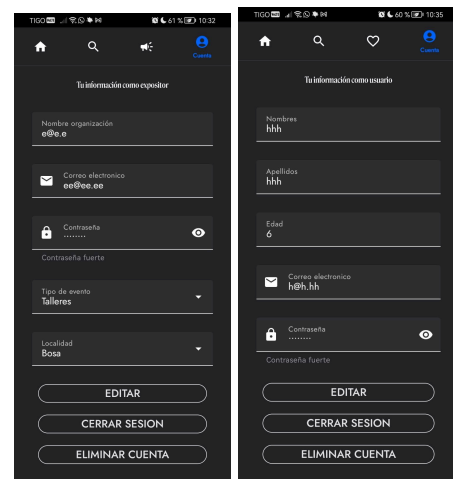 TIGO 61 % 10:32
Cuenta
Tu información como expositor
Nombre organización
e@e.e
Correo electronico
ee@ee.ee
Contraseña
........
Contraseña fuerte
Tipo de evento
Talleres
Localidad
Bosa
EDITAR
CERRAR SESION
ELIMINAR CUENTA
TIGO 60 % 10:35
Cuenta
Tu información como usuario
Nombres
hhh
Apellidos
hhh
Edad
6
Correo electronico
h@h.hh
Contraseña
........
Contraseña fuerte
EDITAR
CERRAR SESION
ELIMINAR CUENTA